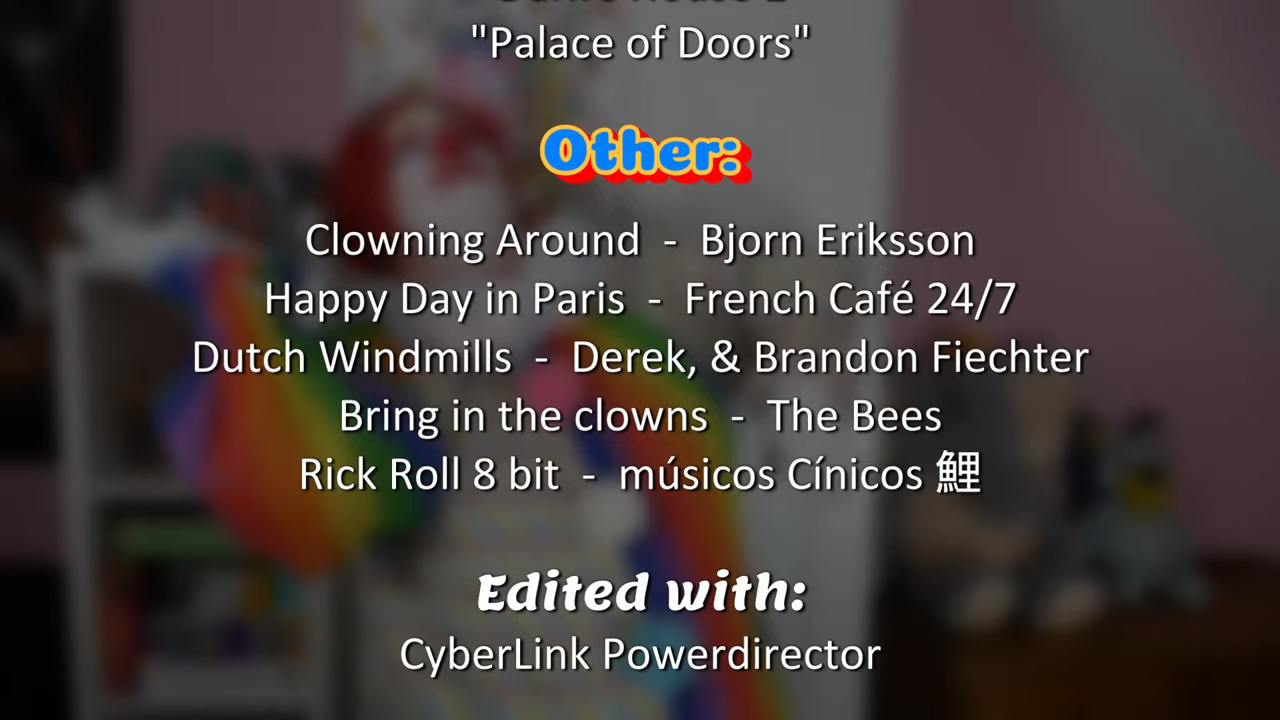 "Palace of Doors"
Other:
Clowning Around - Bjorn Eriksson
Happy Day in Paris - French Café 24/7
Dutch Windmills - Derek, & Brandon Fiechter
Bring in the clowns - The Bees
Rick Roll 8 bit - músicos Cínicos 鯉
Edited with:
CyberLink Powerdirector